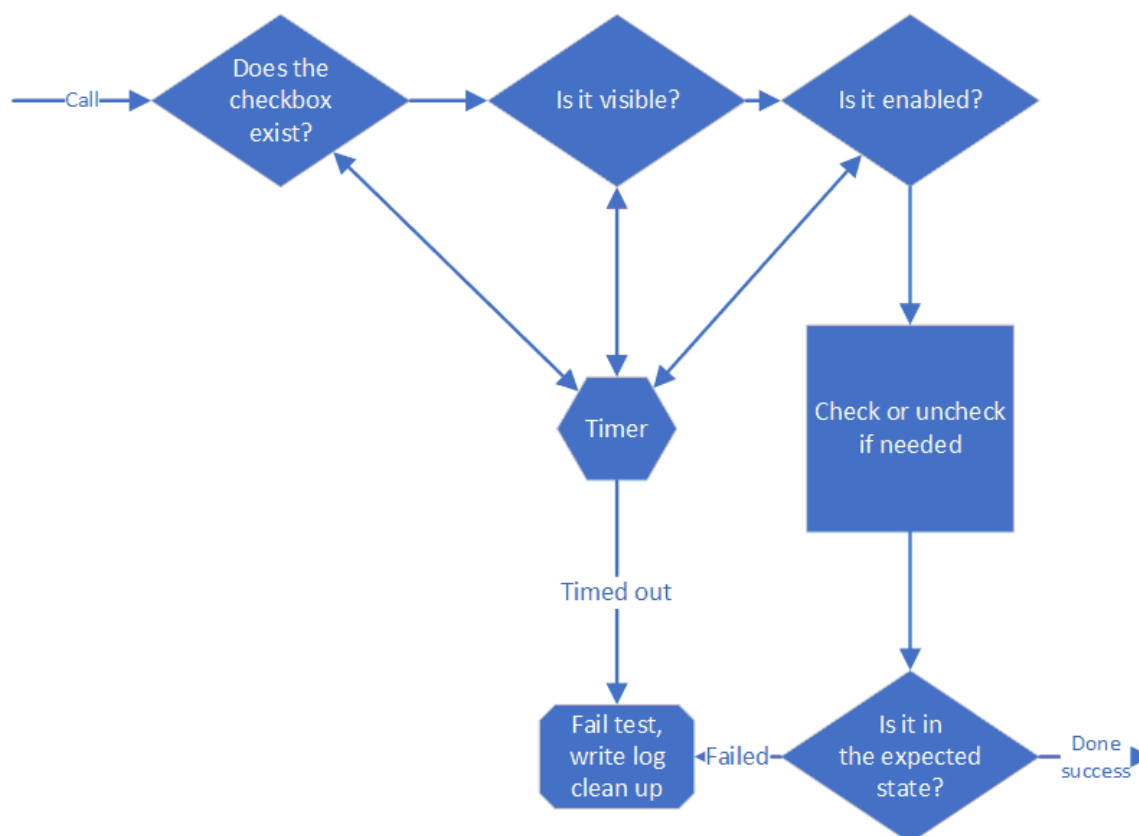 Call
Does the
checkbox
exist?
Is it visible?
Is it enabled?
Timer
Check or uncheck
if needed
Timed out
Fail test,
write log
clean up
Failed
Is it in
the expected
state?
Done
success